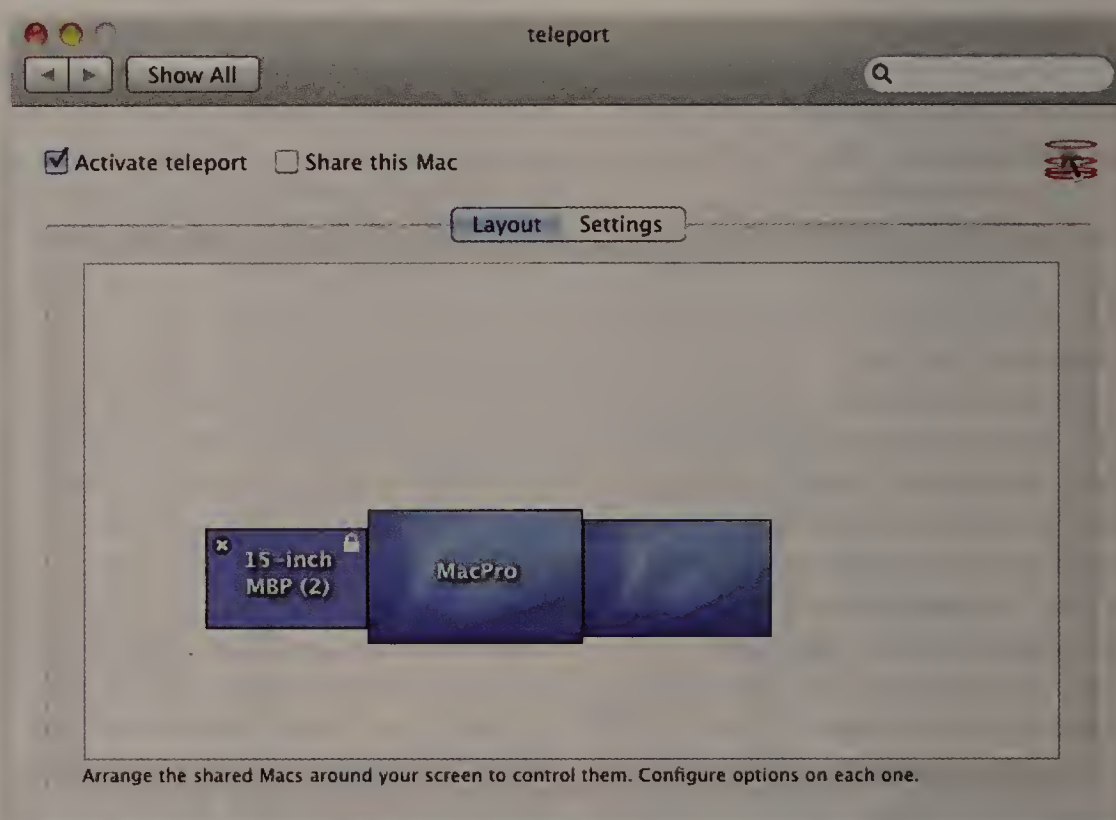 teleport
Show All
Activate teleport Share this Mac
Layout Settings
15-inch
MBP (2)
MacPro
Arrange the shared Macs around your screen to control them. Configure options on each one.